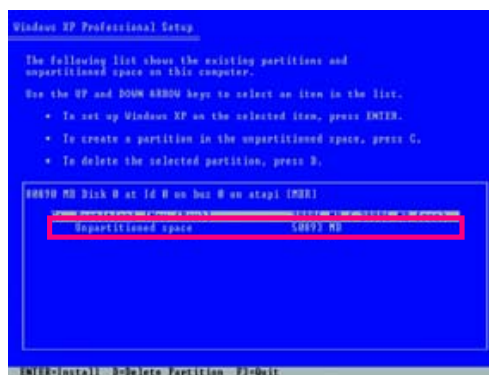 Windows XP Professional Setup
The following list shows the existing partitions and
unpartitioned space on this computer.
Use the UP and DOWN ARROW keys to select an item in the list.
• To set up Windows XP on the selected item, press ENTER.
• To create a partition in the unpartitioned space, press C.
• To delete the selected partition, press D.
MB Disk 0 at Id 0 on bus 0 on atapi [MBR]
Unpartitioned space 50893 MB
ENTER=Install D=Delete Partition F3=Quit